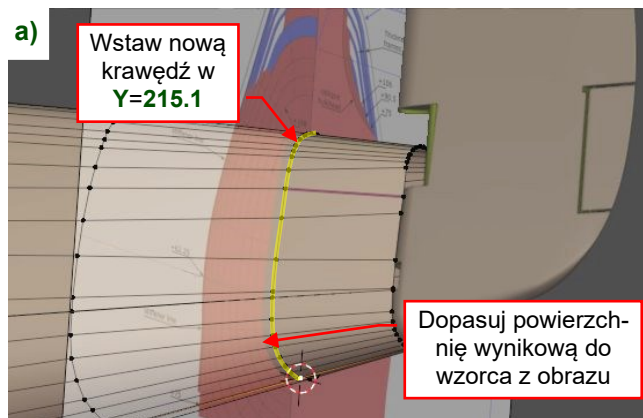 a)
Wstaw nową
krawędź w
Y=215.1
Dopasuj powierzch-
nię wynikową do
wzorca z obrazu